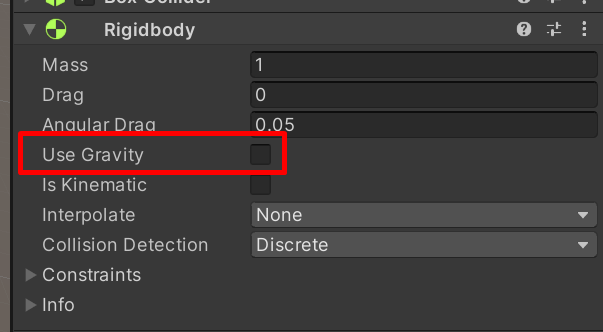 Box Collider
Rigidbody
Mass 1
Drag 0
Angular Drag 0.05
Use Gravity
Is Kinematic
Interpolate None
Collision Detection Discrete
Constraints
Info